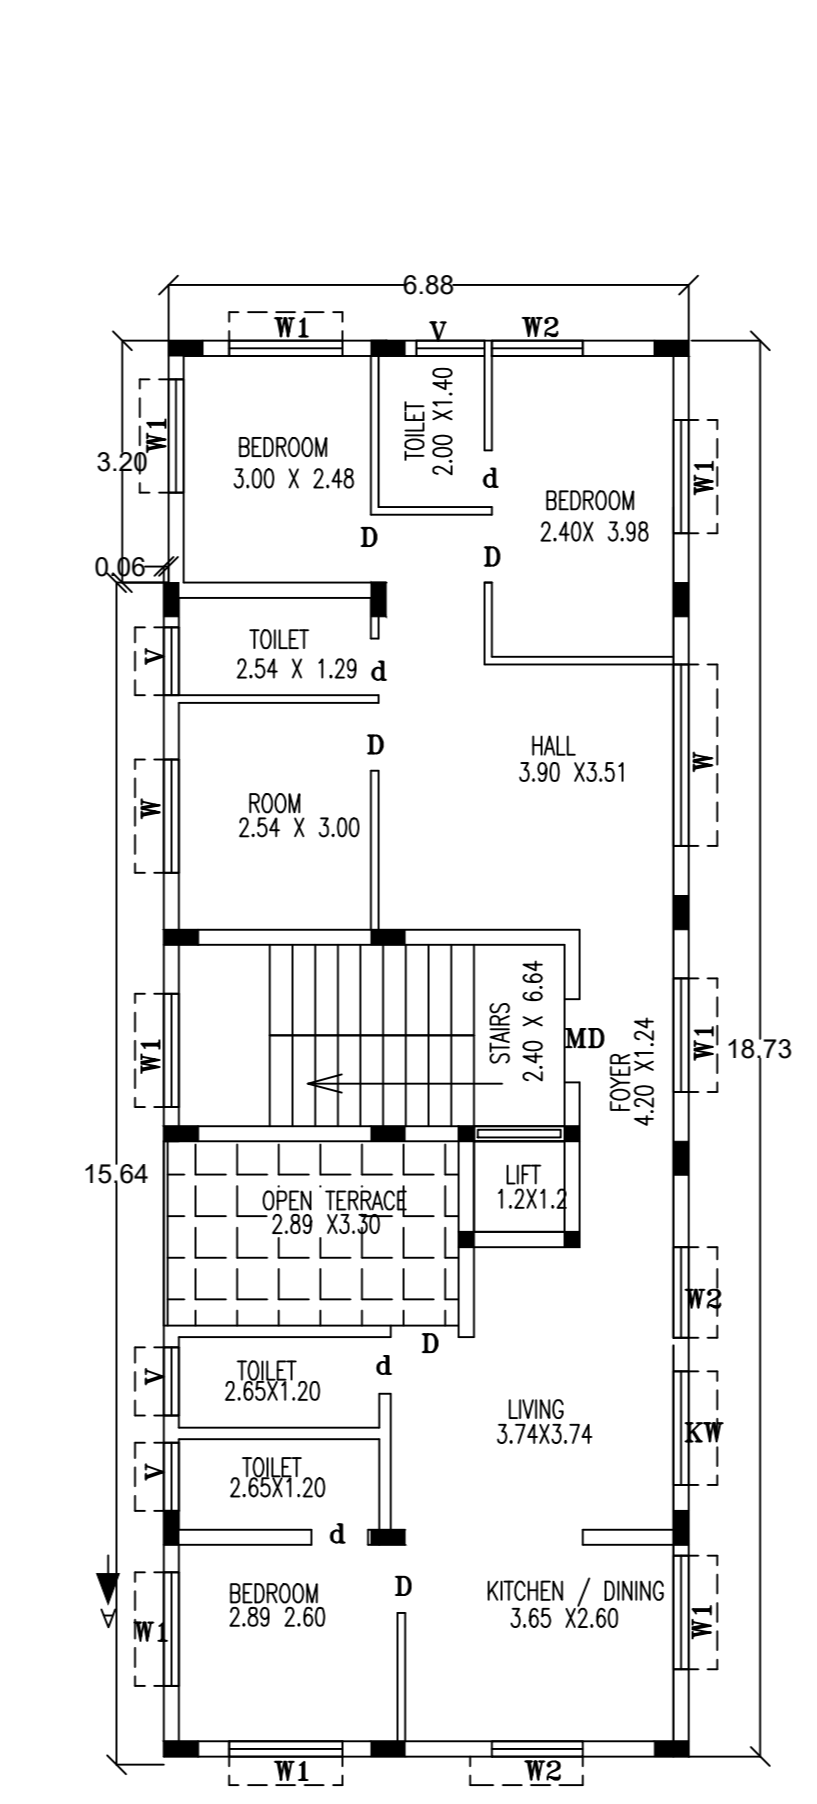 6.88
W1
V
W2
W1
3.20
TOILET
2.00 X1.40
BEDROOM
3.00 X 2.48
d
W1
BEDROOM
2.40X 3.98
D
D
0.06
TOILET
2.54 X 1.29
V
d
D
HALL
3.90 X3.51
W
W
ROOM
2.54 X 3.00
STAIRS
2.40 X 6.64
MD
FOYER
4.20 X1.24
W1
W1
18.73
15.64
LIFT
1.2X1.2
OPEN TERRACE
2.89 X3.30
W2
D
d
V
TOILET
2.65X1.20
LIVING
3.74X3.74
KW
V
TOILET
2.65X1.20
d
D
BEDROOM
2.89 2.60
KITCHEN / DINING
3.65 X2.60
A
W1
W1
W1
W2